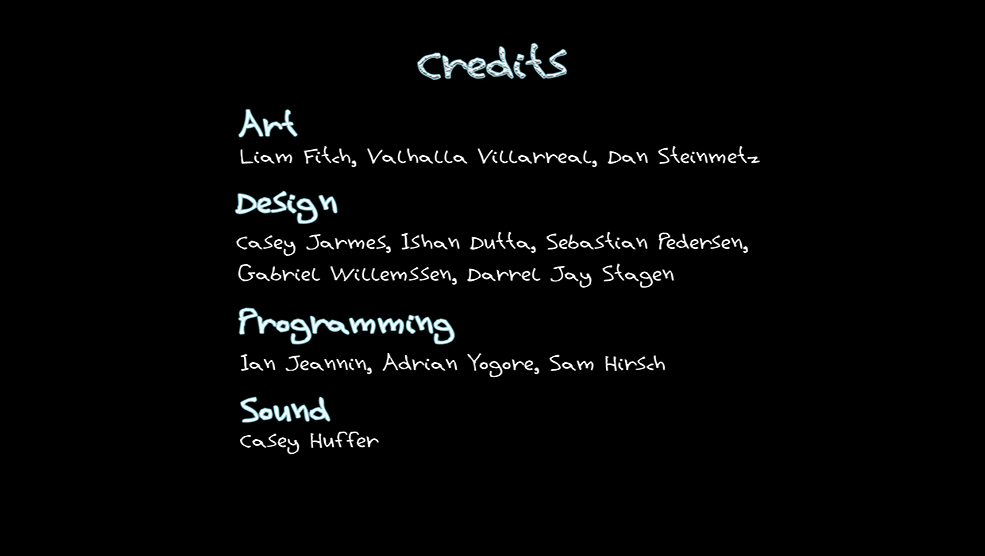 Credits
Art
Liam Fitch, Valhalla Villarreal, Dan Steinmetz
Design
Casey Jarmes, Ishan Dutta, Sebastian Pedersen,
Gabriel Willemssen, Darrel Jay Stagen
Programming
Ian Jeannin, Adrian Yogore, Sam Hirsch
Sound
Casey Huffer